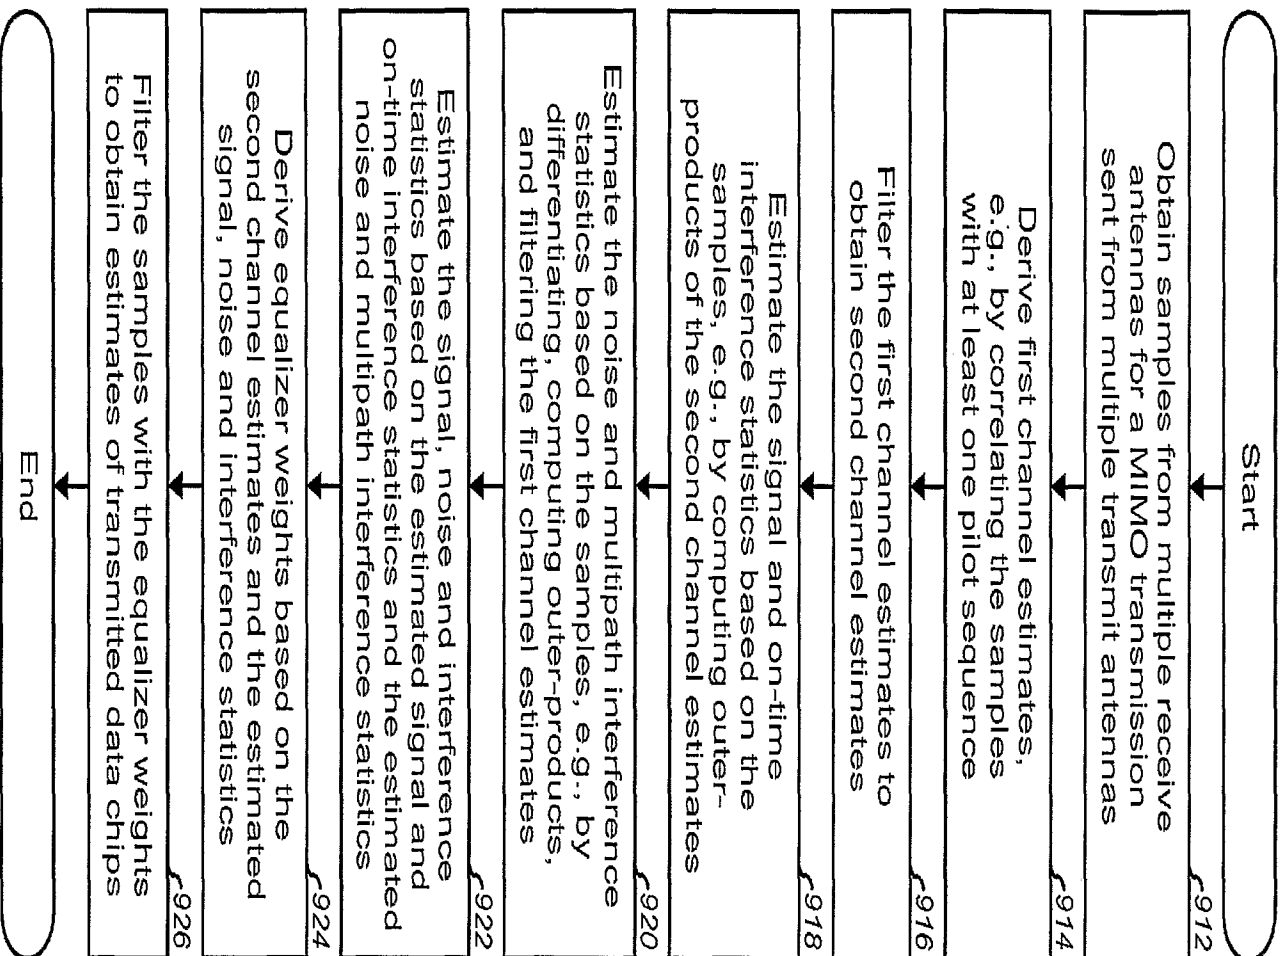 Start
912
Obtain samples from multiple receive
antennas for a MIMO transmission
sent from multiple transmit antennas
914
Derive first channel estimates,
e.g., by correlating the samples
with at least one pilot sequence
916
Filter the first channel estimates to
obtain second channel estimates
918
Estimate the signal and on-time
interference statistics based on the
samples, e.g., by computing outer-
products of the second channel estimates
920
Estimate the noise and multipath interference
statistics based on the samples, e.g., by
differentiating, computing outer-products,
and filtering the first channel estimates
922
Estimate the signal, noise and interference
statistics based on the estimated signal and
on-time interference statistics and the estimated
noise and multipath interference statistics
924
Derive equalizer weights based on the
second channel estimates and the estimated
signal, noise and interference statistics
926
Filter the samples with the equalizer weights
to obtain estimates of transmitted data chips
End